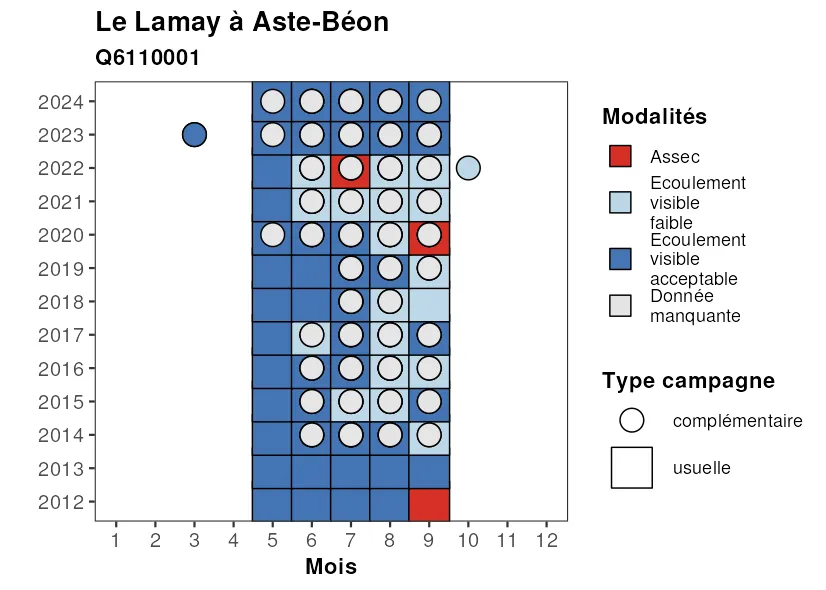 Le Lamay à Aste-Béon
Q6110001
2024
2023
2022
2021
2020
2019
2018
2017
2016
2015
2014
2013
2012
1 2 3 4 5 6 7 8 9 10 11 12
Mois
Modalités
Assec
Ecoulement
visible
faible
Ecoulement
visible
acceptable
Donnée
manquante
Type campagne
complémentaire
usuelle